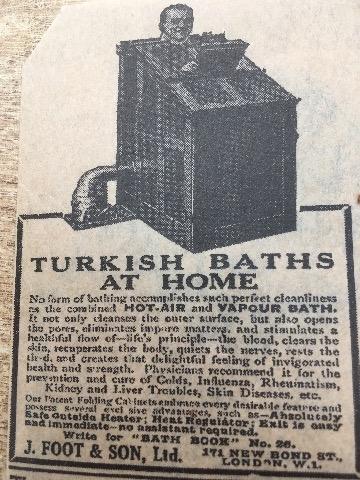 TURKISH BATHS
AT HOME
No form of bathing accomplishes such perfect cleanliness
as the combined HOT-AIR and VAPOUR BATH.
It not only cleanses the outer surface, but also opens
the pores, eliminates impure matters, and stimulates a
healthful flow of—life's principle—the blood, clears the
skin, recuperates the body, quiets the nerves, rests the
tired, and creates that delightful feeling of invigorated
health and strength. Physicians recommend it for the
prevention and cure of Colds, Influenza, Rheumatism,
Kidney and Liver Troubles, Skin Diseases, etc.
Our Patent Folding Cabinets embrace every desirable feature and
possess several exclusive advantages, such as—Absolutely
Safe Outside Heater; Heat Regulator; Exit is easy
and immediate—no assistant required.
Write for "BATH BOOK" No. 26.
J. FOOT & SON, Ltd. 171 NEW BOND ST.,
LONDON, W.1.